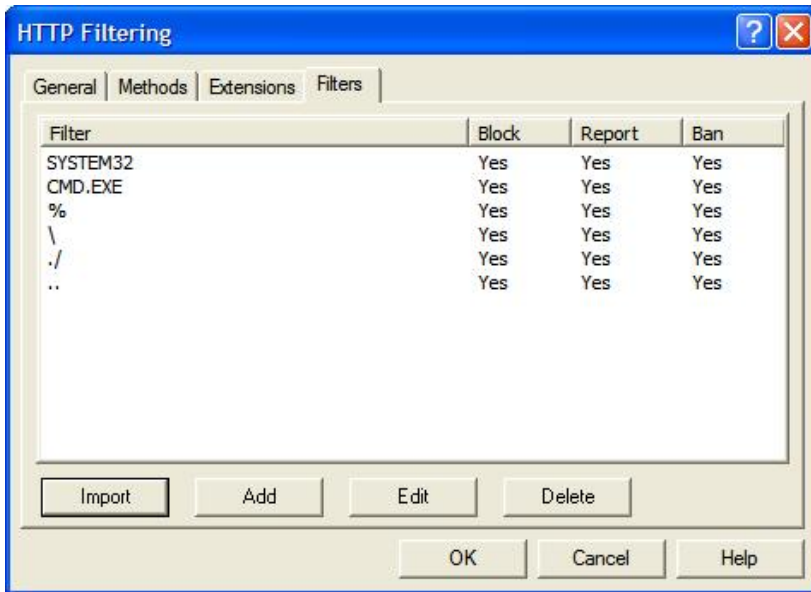 HTTP Filtering
General Methods Extensions Filters
Filter Block Report Ban
SYSTEM32 Yes Yes Yes
CMD.EXE Yes Yes Yes
% Yes Yes Yes
\ Yes Yes Yes
./ Yes Yes Yes
.. Yes Yes Yes
Import Add Edit Delete
OK Cancel Help